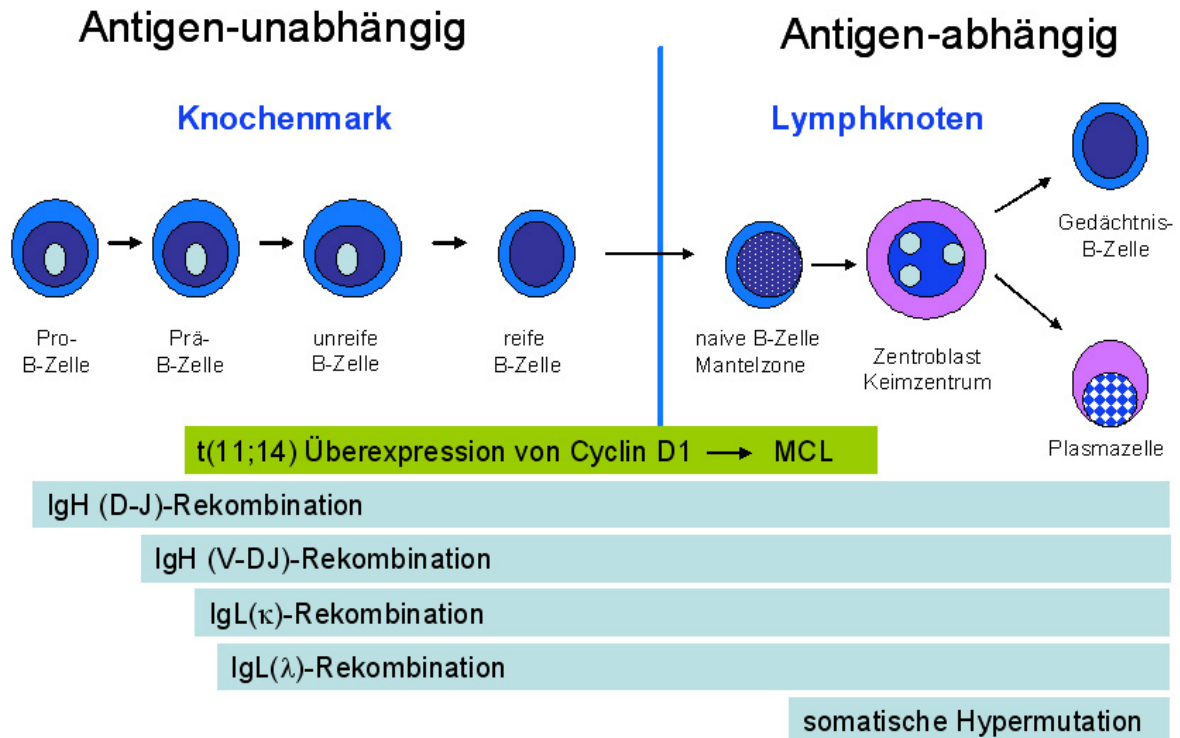 Antigen-unabhängig
Antigen-abhängig
Knochenmark
Lymphknoten
Gedächtnis-
B-Zelle
Pro-
B-Zelle
Prä-
B-Zelle
unreife
B-Zelle
reife
B-Zelle
naive B-Zelle
Mantelzone
Zentroblast
Keimzentrum
Plasmazelle
t(11;14) Überexpression von Cyclin D1 → MCL
IgH (D-J)-Rekombination
IgH (V-DJ)-Rekombination
IgL(κ)-Rekombination
IgL(λ)-Rekombination
somatische Hypermutation